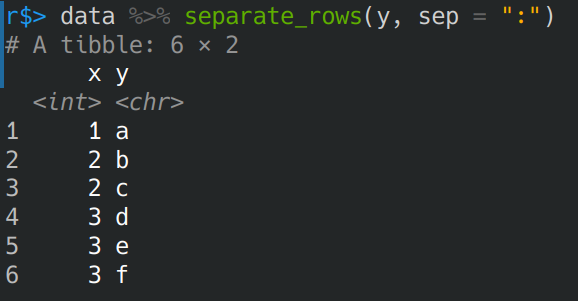 r$> data %>% separate_rows(y, sep = ":")
# A tibble: 6 × 2
      x y
  <int> <chr>
1     1 a
2     2 b
3     2 c
4     3 d
5     3 e
6     3 f